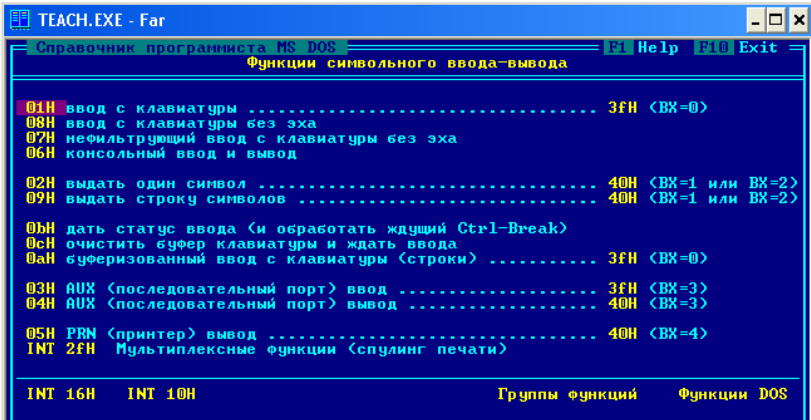 TEACH.EXE - Far
Справочник программиста MS DOS F1 Help F10 Exit
Функции символьного ввода-вывода
01H ввод с клавиатуры .................................. 3fH (BX=0)
08H ввод с клавиатуры без эха
07H нефильтрующий ввод с клавиатуры без эха
06H консольный ввод и вывод
02H выдать один символ ................................. 40H (BX=1 или BX=2)
09H выдать строку символов ............................. 40H (BX=1 или BX=2)
0bH дать статус ввода (и обработать ждущий Ctrl-Break)
0cH очистить буфер клавиатуры и ждать ввода
0aH буферизованный ввод с клавиатуры (строки) ........... 3fH (BX=0)
03H AUX (последовательный порт) ввод .................... 3fH (BX=3)
04H AUX (последовательный порт) вывод ................... 40H (BX=3)
05H PRN (принтер) вывод ................................ 40H (BX=4)
INT 2fH Мультиплексные функции (спулинг печати)
INT 16H INT 10H Группы функций Функции DOS